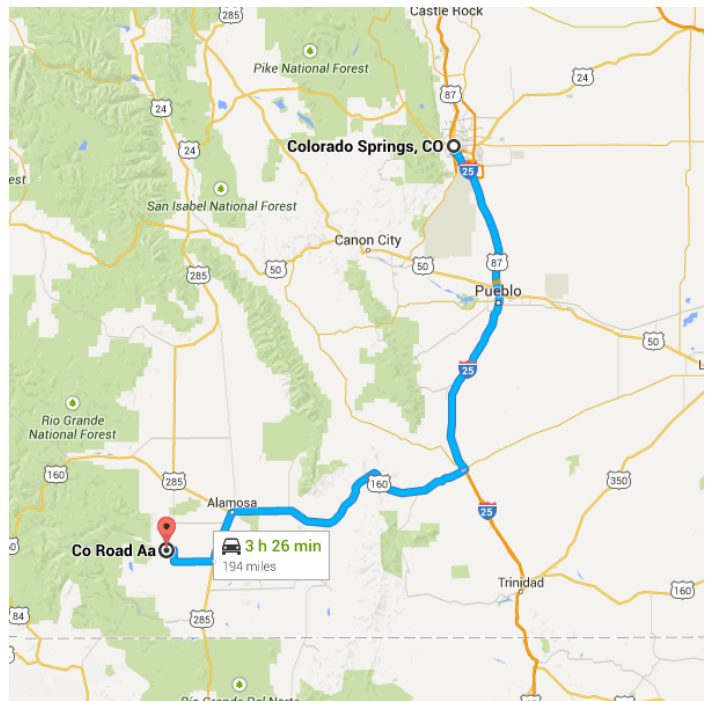 Castle Rock
285
24
Pike National Forest
87
24
24
Colorado Springs, CO
25
San Isabel National Forest
Canon City
285
50
50
87
Pueblo
50
25
Rio Grande
National Forest
160
285
160
350
Alamosa
25
Co Road Aa
3 h 26 min
194 miles
Trinidad
160
84
285
Río Grande Del Norte